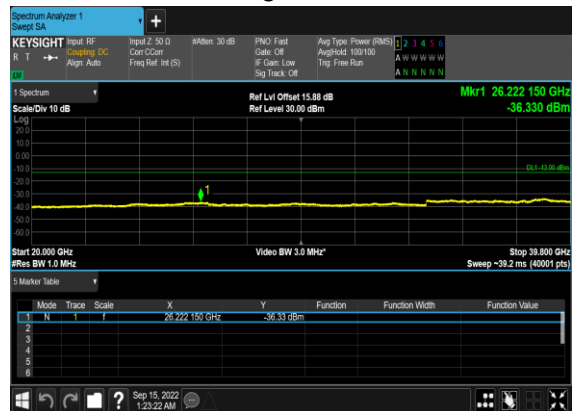 Spectrum Analyzer 1
Swept SA
+
KEYSIGHT Input: RF Input Z: 50 Ω #Atten: 30 dB PNO: Fast Avg Type: Power (RMS) 1 2 3 4 5 6
R T Coupling: DC Corr CCorr Gate: Off Avg|Hold: 100/100 A W W W W W
Align: Auto Freq Ref: Int (S) IF Gain: Low Trig: Free Run
LXI Sig Track: Off A N N N N N
1 Spectrum Ref Lvl Offset 15.88 dB Mkr1 26.222 150 GHz
Scale/Div 10 dB Ref Level 30.00 dBm -36.330 dBm
Log
20.0
10.0
0.00
-10.0 DL1 -13.00 dBm
-20.0
-30.0 1
-40.0
-50.0
-60.0
Start 20.000 GHz Video BW 3.0 MHz* Stop 39.800 GHz
#Res BW 1.0 MHz Sweep ~39.2 ms (40001 pts)
5 Marker Table
Mode Trace Scale X Y Function Function Width Function Value
1 N 1 f 26.222 150 GHz -36.33 dBm
2
3
4
5
6
? Sep 15, 2022
1:23:22 AM